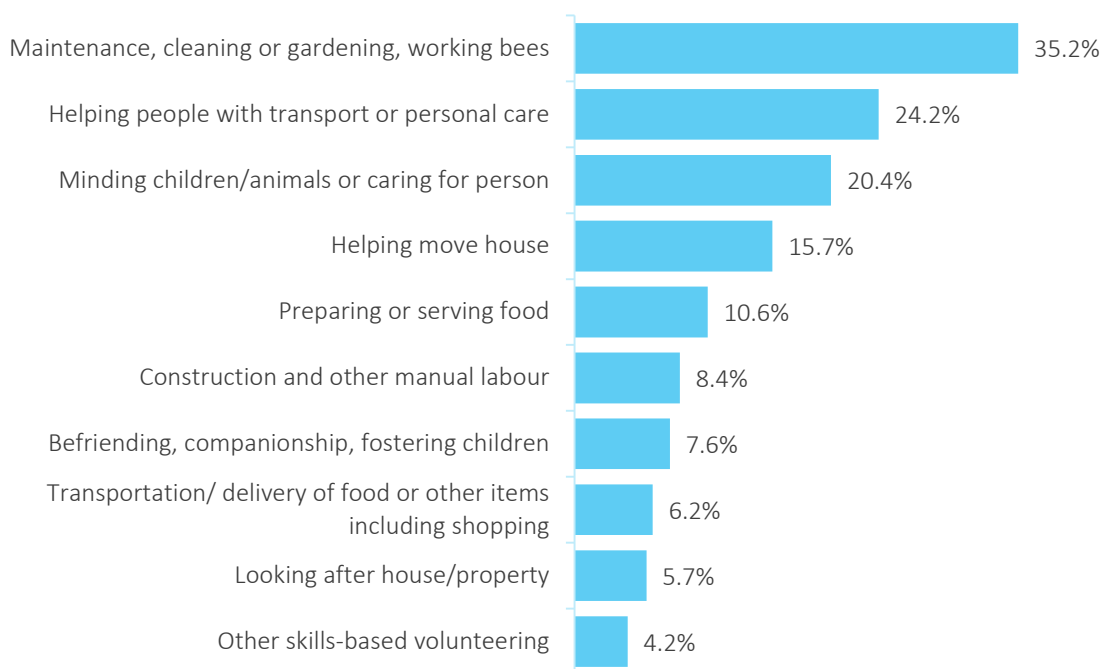 Maintenance, cleaning or gardening, working bees 35.2%
Helping people with transport or personal care 24.2%
Minding children/animals or caring for person 20.4%
Helping move house 15.7%
Preparing or serving food 10.6%
Construction and other manual labour 8.4%
Befriending, companionship, fostering children 7.6%
Transportation/ delivery of food or other items
including shopping 6.2%
Looking after house/property 5.7%
Other skills-based volunteering 4.2%